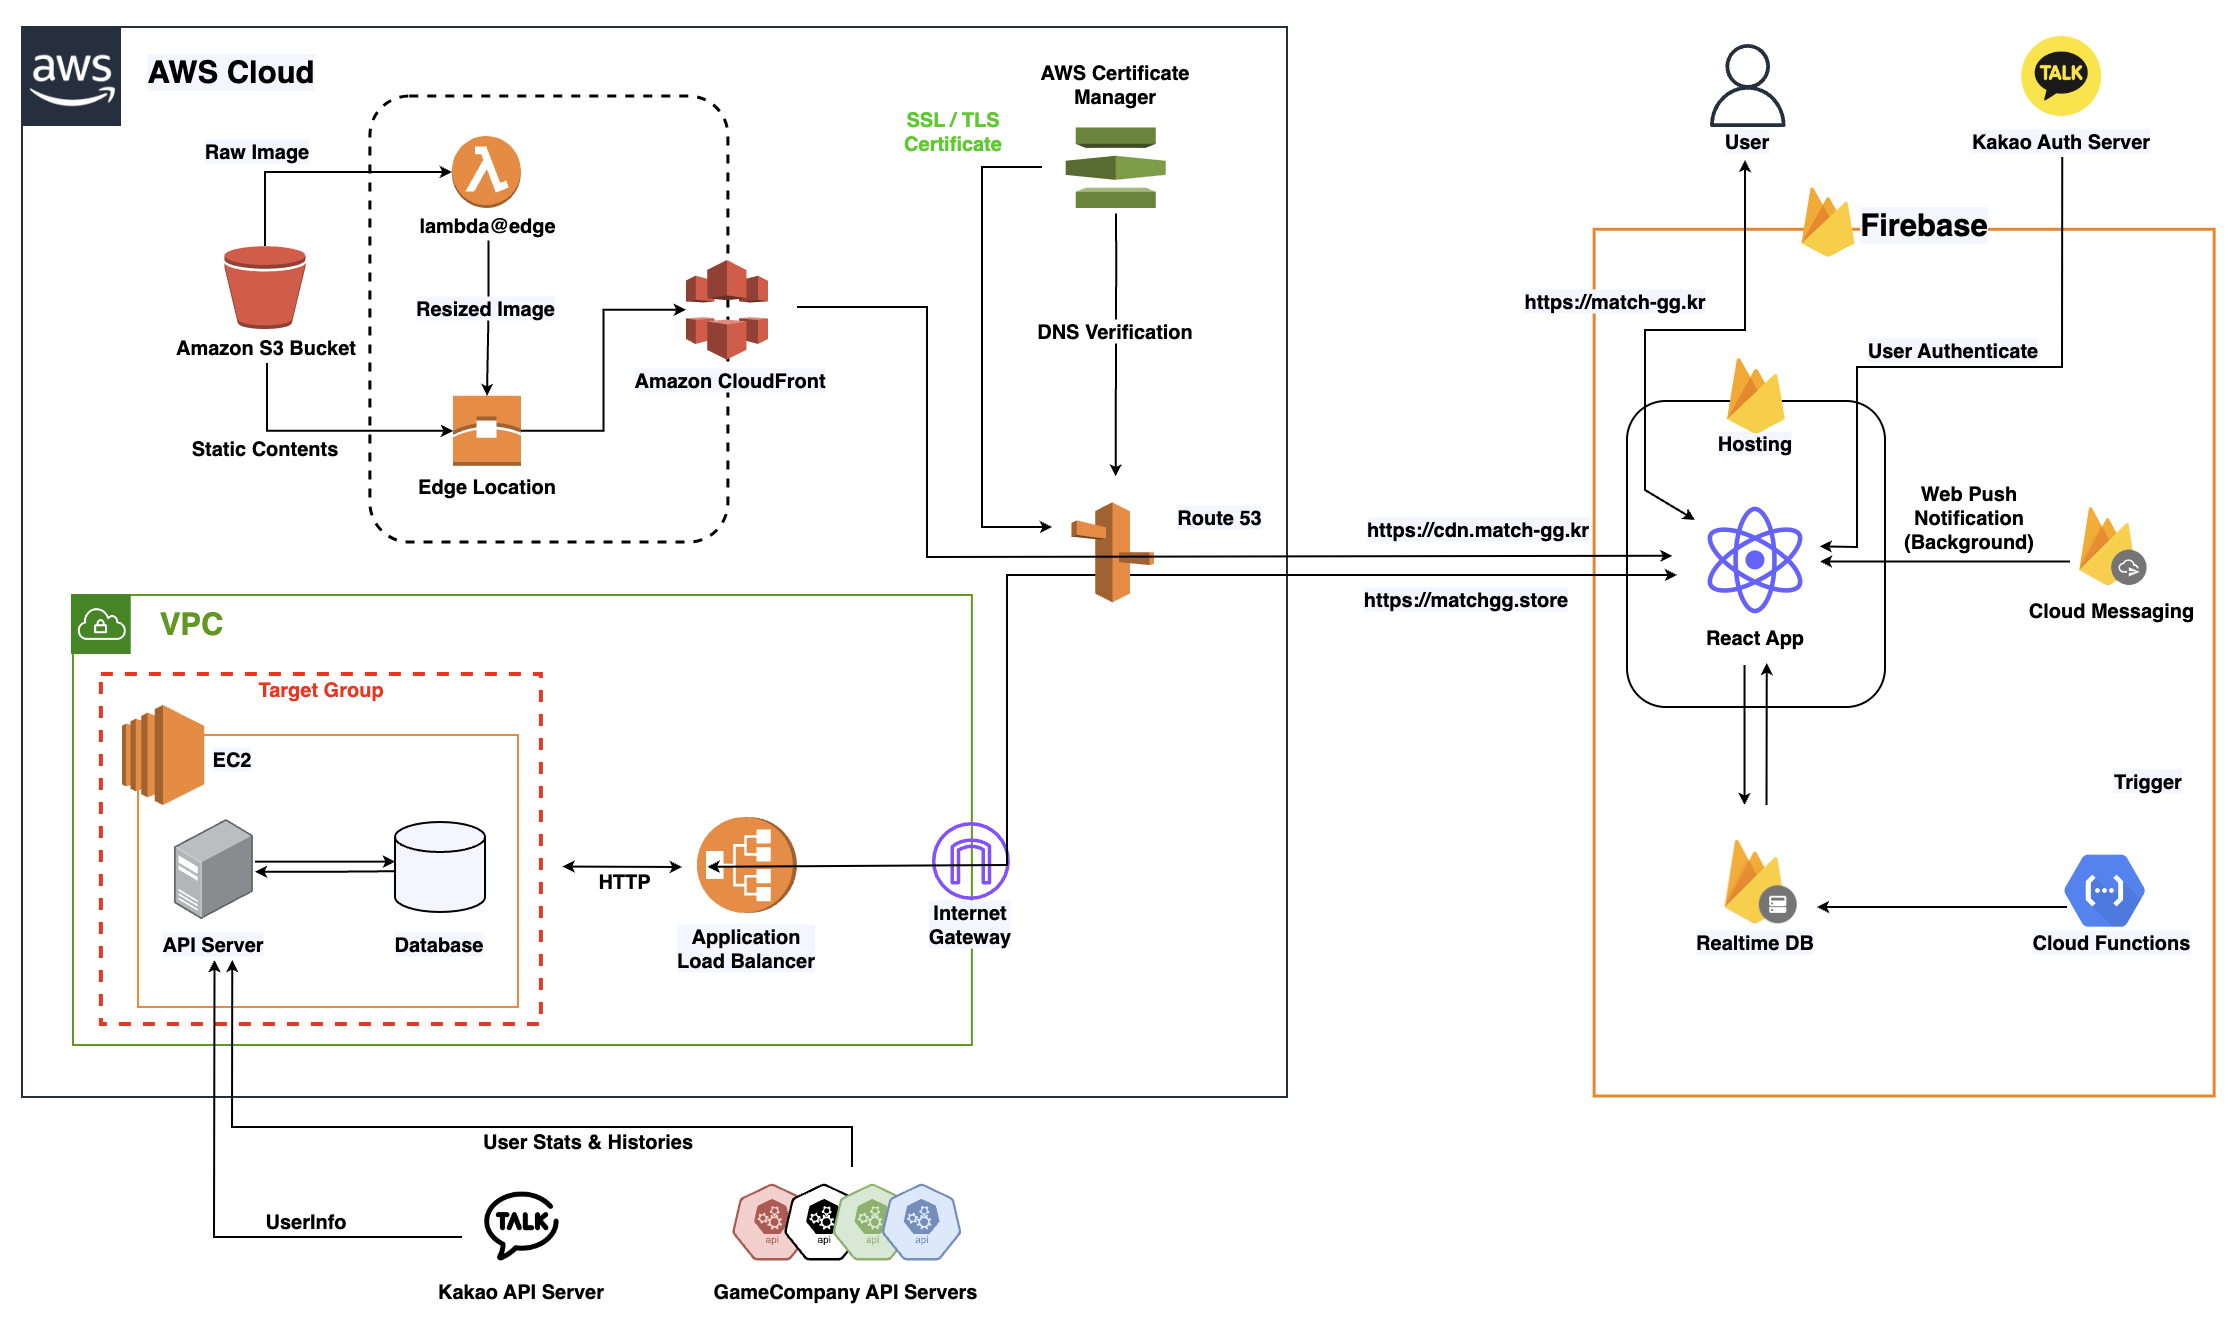 aws
AWS Cloud
Raw Image
lambda@edge
Resized Image
Amazon S3 Bucket
Static Contents
Edge Location
Amazon CloudFront
SSL / TLS
Certificate
AWS Certificate
Manager
DNS Verification
Route 53
https://cdn.match-gg.kr
https://matchgg.store
VPC
Target Group
EC2
API Server
Database
HTTP
Application
Load Balancer
Internet
Gateway
User Stats & Histories
UserInfo
TALK
Kakao API Server
api
api
api
api
GameCompany API Servers
User
TALK
Kakao Auth Server
Firebase
https://match-gg.kr
User Authenticate
Hosting
Web Push
Notification
(Background)
React App
Cloud Messaging
Trigger
Realtime DB
Cloud Functions